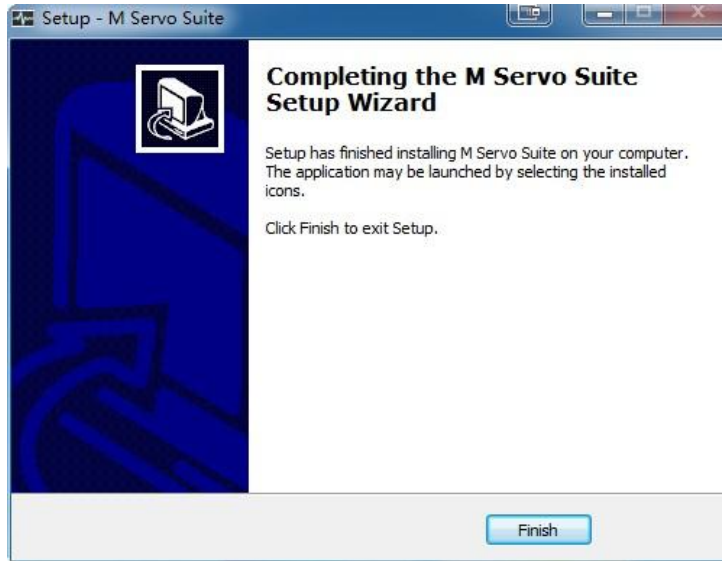 Setup - M Servo Suite
Completing the M Servo Suite
Setup Wizard
Setup has finished installing M Servo Suite on your computer.
The application may be launched by selecting the installed
icons.
Click Finish to exit Setup.
Finish